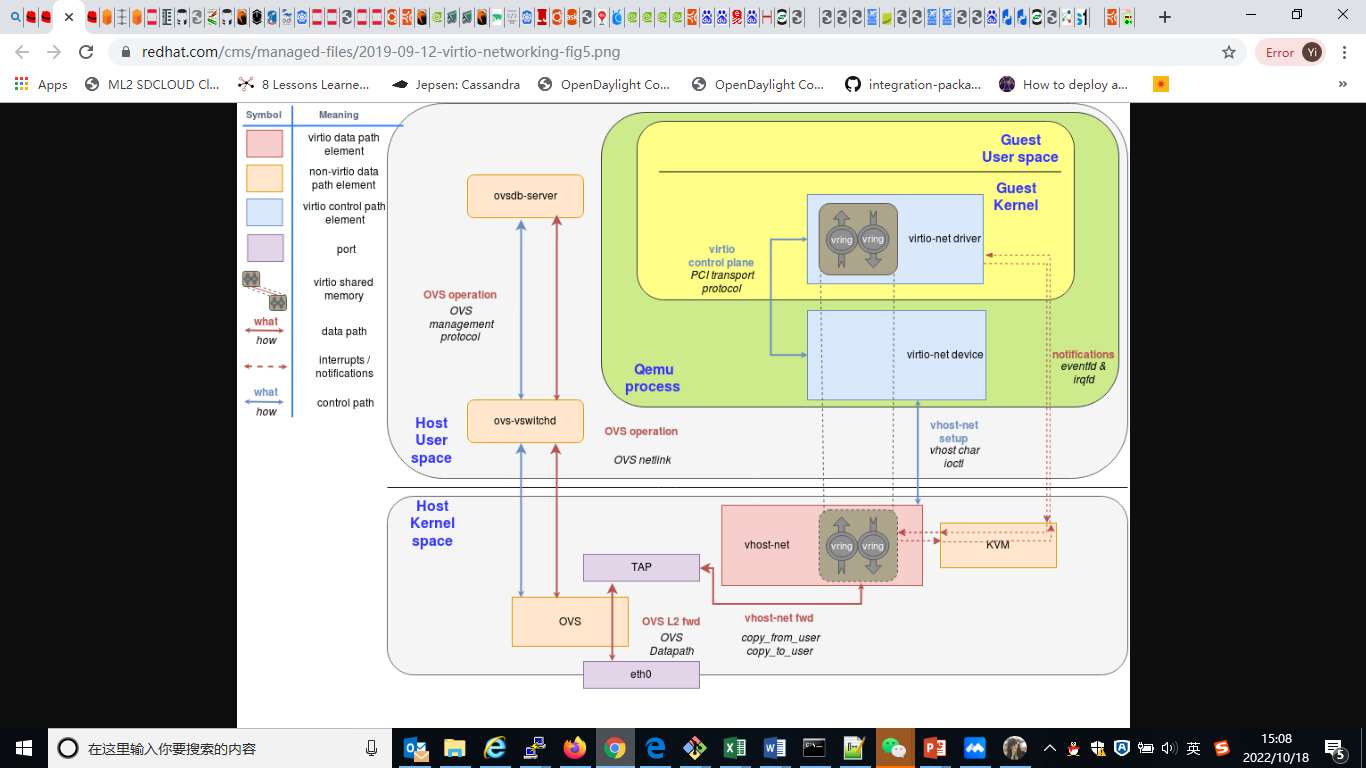 redhat.com/cms/managed-files/2019-09-12-virtio-networking-fig5.png
Error
Yi
Apps
ML2 SDCLOUD Cl...
8 Lessons Learne...
Jepsen: Cassandra
OpenDaylight Co...
OpenDaylight Co...
integration-packa...
How to deploy a...
»
Symbol
Meaning
virtio data path
element
non-virtio data
path element
virtio control path
element
port
virtio shared
memory
what
how
data path
interrupts /
notifications
what
how
control path
Guest
User space
Guest
Kernel
ovsdb-server
vring
vring
virtio-net driver
virtio
control plane
PCI transport
protocol
OVS operation
OVS
management
protocol
virtio-net device
notifications
eventfd &
irqfd
Qemu
process
ovs-vswitchd
Host
User
space
OVS operation
OVS netlink
vhost-net
setup
vhost char
ioctl
Host
Kernel
space
vhost-net
vring
vring
KVM
TAP
OVS
OVS L2 fwd
OVS
Datapath
vhost-net fwd
copy_from_user
copy_to_user
eth0
在这里输入你要搜索的内容
英
15:08
2022/10/18
5